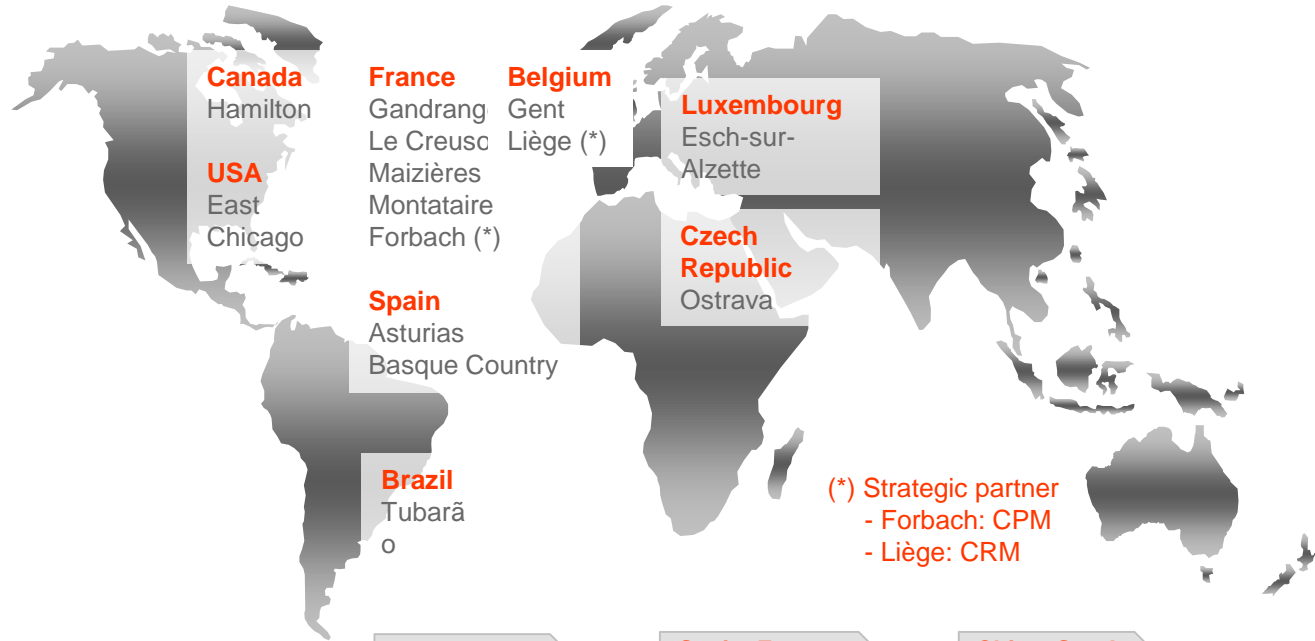 Canada
Hamilton
USA
East
Chicago
France
Gandrang
Le Creuso
Maizières
Montataire
Forbach (*)
Spain
Asturias
Basque Country
Belgium
Gent
Liège (*)
Luxembourg
Esch-sur-
Alzette
Czech
Republic
Ostrava
Brazil
Tubarã
o
(*) Strategic partner
- Forbach: CPM
- Liège: CRM